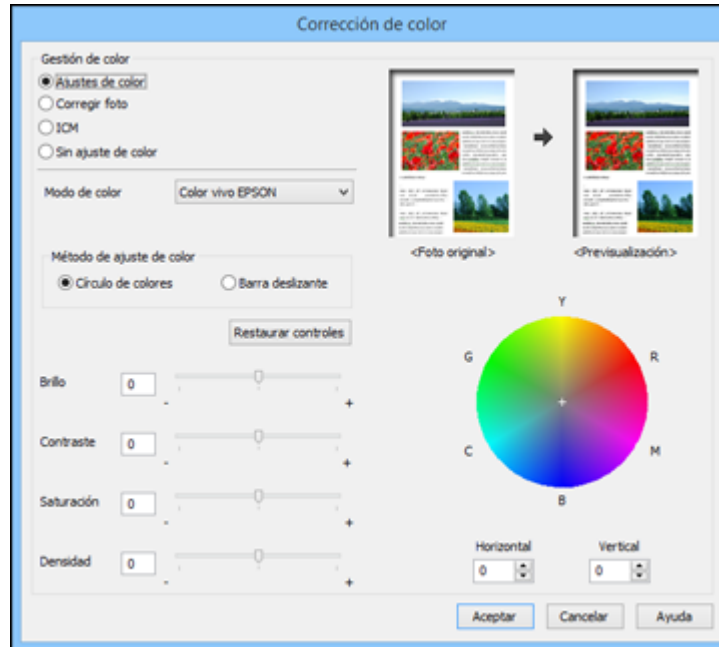 Corrección de color
Gestión de color
Ajustes de color
Corregir foto
ICM
Sin ajuste de color
Modo de color
Color vivo EPSON
Método de ajuste de color
Círculo de colores
Barra deslizante
Restaurar controles
Brillo
0
-
+
Contraste
0
-
+
Saturación
0
-
+
Densidad
0
-
+
<Foto original>
<Previsualización>
Y
G
R
C
M
B
Horizontal
Vertical
0
0
Aceptar
Cancelar
Ayuda